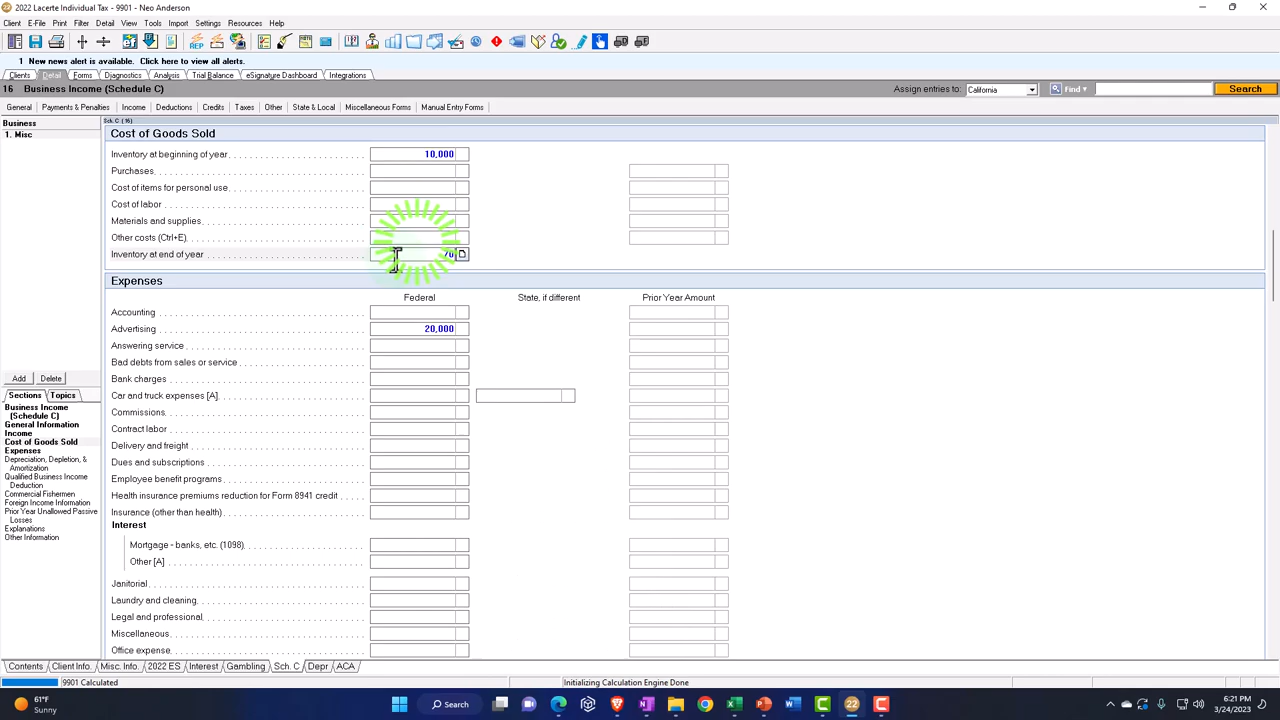 2022 Lacerte Individual Tax - 9901 - Neo Anderson
Client E-File Print Filter Detail View Tools Import Settings Resources Help
1 New news alert is available. Click here to view all alerts.
Clients Detail Forms Diagnostics Analysis Trial Balance eSignature Dashboard Integrations
16 Business Income (Schedule C) Assign entries to: California Find Search
General Payments & Penalties Income Deductions Credits Taxes Other State & Local Miscellaneous Forms Manual Entry Forms
Business
1. Misc
Sch. C (16)
Cost of Goods Sold
Inventory at beginning of year 10,000
Purchases
Cost of items for personal use
Cost of labor
Materials and supplies
Other costs (Ctrl+E)
Inventory at end of year 70
Expenses
Federal State, if different Prior Year Amount
Accounting
Advertising 20,000
Answering service
Bad debts from sales or service
Bank charges
Car and truck expenses [A]
Commissions
Contract labor
Delivery and freight
Dues and subscriptions
Employee benefit programs
Health insurance premiums reduction for Form 8941 credit
Insurance (other than health)
Interest
Mortgage - banks, etc. (1098)
Other [A]
Janitorial
Laundry and cleaning
Legal and professional
Miscellaneous
Office expense
Add Delete
Sections Topics
Business Income
(Schedule C)
General Information
Income
Cost of Goods Sold
Expenses
Depreciation, Depletion, &
Amortization
Qualified Business Income
Deduction
Commercial Fishermen
Foreign Income Information
Prior Year Unallowed Passive
Losses
Explanations
Other Information
Contents Client Info. Misc. Info. 2022 ES Interest Gambling Sch. C Depr ACA
9901 Calculated Initializing Calculation Engine Done
61°F
Sunny
Search
6:21 PM
3/24/2023